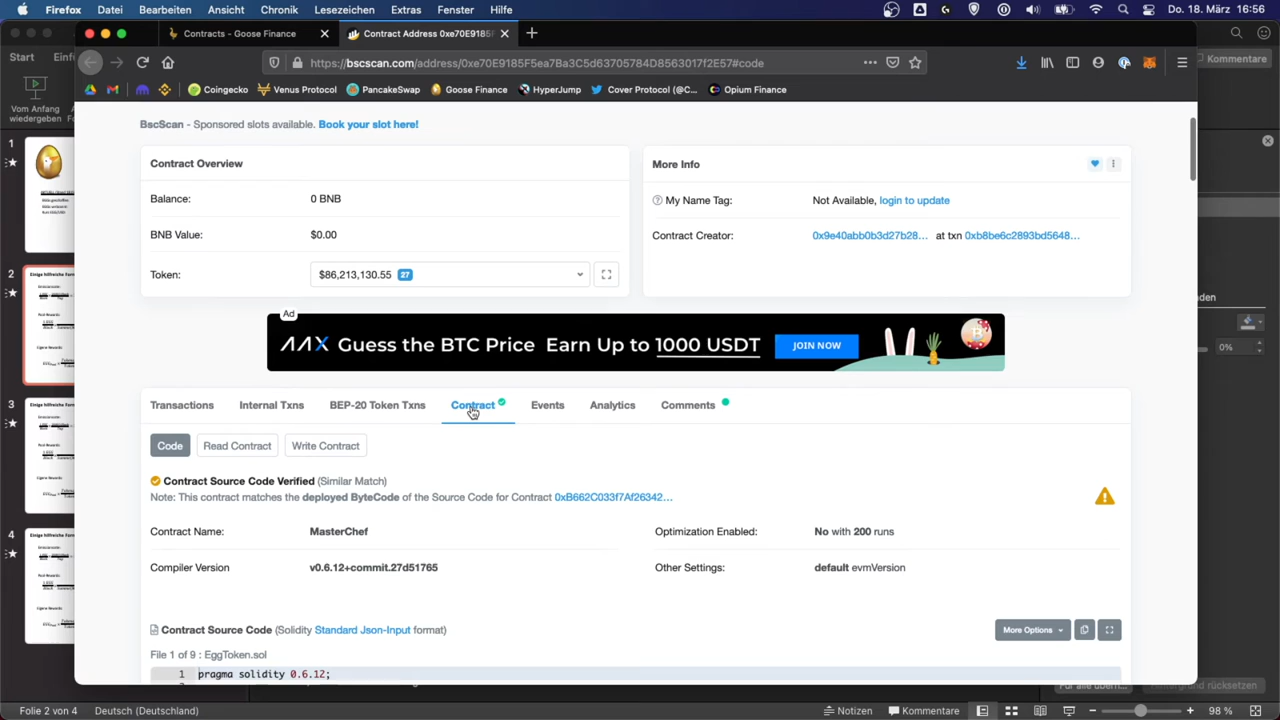 Firefox Datei Bearbeiten Ansicht Chronik Lesezeichen Extras Fenster Hilfe Do. 18. März 16:56
Contracts - Goose Finance
Contract Address 0xe70E9185F
Start
https://bscscan.com/address/0xe70E9185F5ea7Ba3C5d63705784D8563017f2E57#code
Kommentare
Coingecko Venus Protocol PancakeSwap Goose Finance HyperJump Cover Protocol (@C... Opium Finance
Vom Anfang
wiedergeben
BscScan - Sponsored slots available. Book your slot here!
Contract Overview
More Info
Balance: 0 BNB
My Name Tag: Not Available, login to update
BNB Value: $0.00
Contract Creator: 0x9e40abb0b3d27b28... at txn 0xb8be6c2893bd5648...
Token: $86,213,130.55 27
Ad
AAX Guess the BTC Price Earn Up to 1000 USDT JOIN NOW
0%
Transactions Internal Txns BEP-20 Token Txns Contract Events Analytics Comments
Code Read Contract Write Contract
Contract Source Code Verified (Similar Match)
Note: This contract matches the deployed ByteCode of the Source Code for Contract 0xB662C033f7Af26342...
Contract Name: MasterChef
Optimization Enabled: No with 200 runs
Compiler Version v0.6.12+commit.27d51765
Other Settings: default evmVersion
Contract Source Code (Solidity Standard Json-Input format)
More Options
File 1 of 9 : EggToken.sol
1 pragma solidity 0.6.12;
1
2
3
4
Folie 2 von 4 Deutsch (Deutschland) Notizen Kommentare 98 %